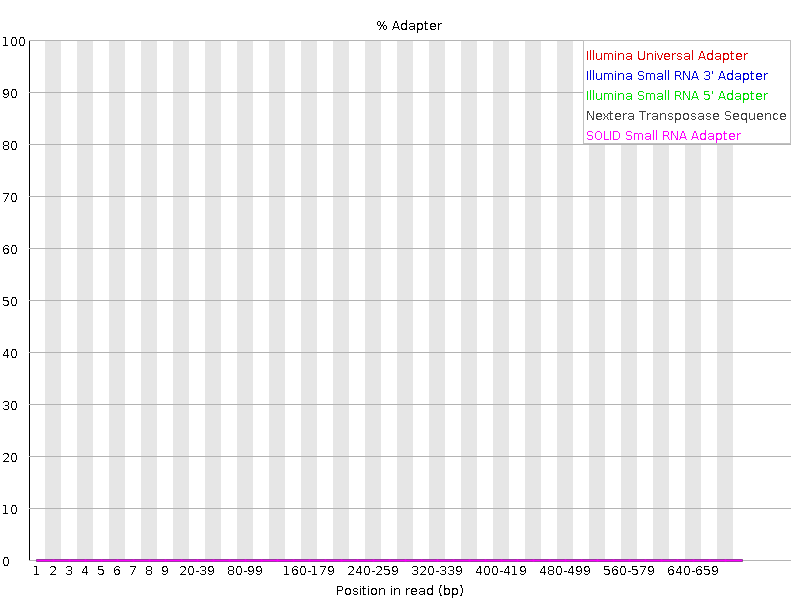 % Adapter
100
90
80
70
60
50
40
30
20
10
0
Illumina Universal Adapter
Illumina Small RNA 3' Adapter
Illumina Small RNA 5' Adapter
Nextera Transposase Sequence
SOLID Small RNA Adapter
1 2 3 4 5 6 7 8 9 20-39 80-99 160-179 240-259 320-339 400-419 480-499 560-579 640-659
Position in read (bp)